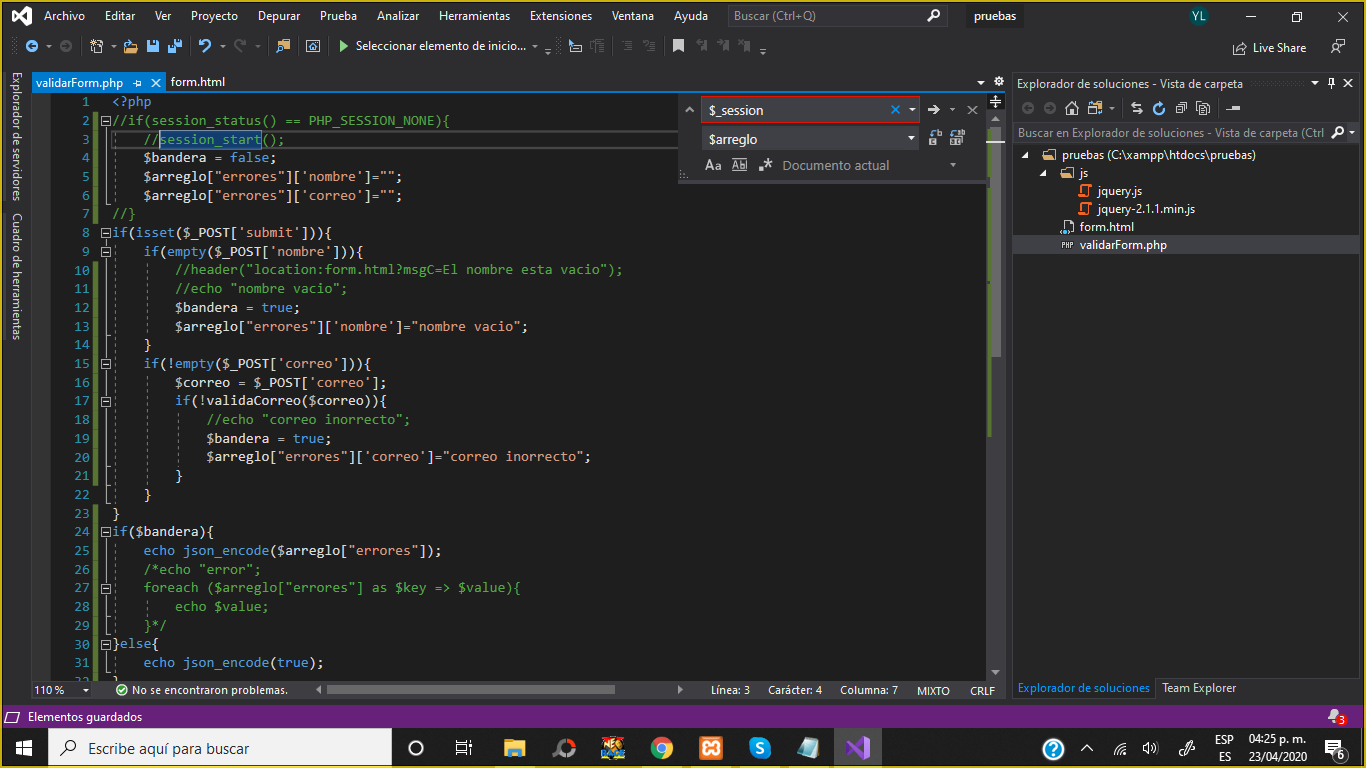 Archivo Editar Ver Proyecto Depurar Prueba Analizar Herramientas Extensiones Ventana Ayuda Buscar (Ctrl+Q) pruebas YL
Seleccionar elemento de inicio... Live Share
Explorador de servidores
Cuadro de herramientas
validarForm.php form.html
$_session
$arreglo
Aa Ab Documento actual
1 <?php
2 //if(session_status() == PHP_SESSION_NONE){
3 //session_start();
4 $bandera = false;
5 $arreglo["errores"]['nombre']="";
6 $arreglo["errores"]['correo']="";
7 //}
8 if(isset($_POST['submit'])){
9 if(empty($_POST['nombre'])){
10 //header("location:form.html?msgC=El nombre esta vacio");
11 //echo "nombre vacio";
12 $bandera = true;
13 $arreglo["errores"]['nombre']="nombre vacio";
14 }
15 if(!empty($_POST['correo'])){
16 $correo = $_POST['correo'];
17 if(!validaCorreo($correo)){
18 //echo "correo inorrecto";
19 $bandera = true;
20 $arreglo["errores"]['correo']="correo inorrecto";
21 }
22 }
23 }
24 if($bandera){
25 echo json_encode($arreglo["errores"]);
26 /*echo "error";
27 foreach ($arreglo["errores"] as $key => $value){
28 echo $value;
29 }*/
30 }else{
31 echo json_encode(true);
110 % No se encontraron problemas. Línea: 3 Carácter: 4 Columna: 7 MIXTO CRLF
Explorador de soluciones - Vista de carpeta
Buscar en Explorador de soluciones - Vista de carpeta (Ctrl
pruebas (C:\xampp\htdocs\pruebas)
js
jquery.js
jquery-2.1.1.min.js
form.html
PHP validarForm.php
Explorador de soluciones Team Explorer
Elementos guardados 3
Escribe aquí para buscar
ESP
ES
04:25 p. m.
23/04/2020
6